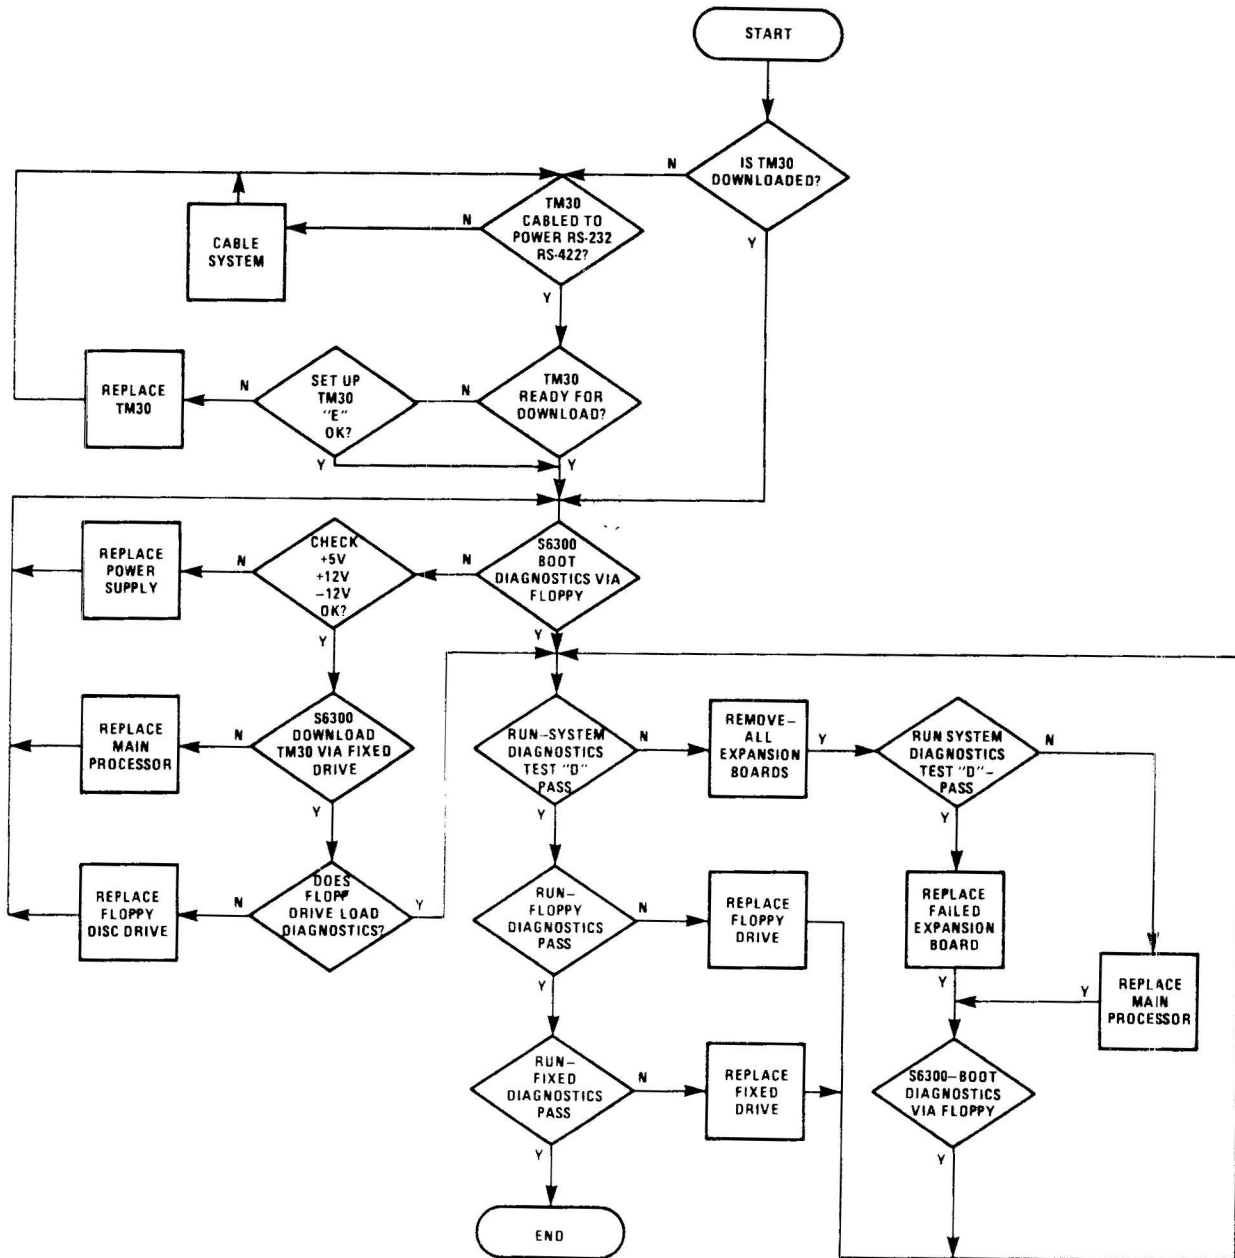 START
IS TM30
DOWNLOADED?
N
Y
TM30
CABLED TO
POWER RS-232
RS-422?
N
Y
CABLE
SYSTEM
TM30
READY FOR
DOWNLOAD?
N
Y
SET UP
TM30
"E"
OK?
N
Y
REPLACE
TM30
S6300
BOOT
DIAGNOSTICS VIA
FLOPPY
N
Y
CHECK
+5V
+12V
−12V
OK?
N
Y
REPLACE
POWER
SUPPLY
S6300
DOWNLOAD
TM30 VIA FIXED
DRIVE
N
Y
REPLACE
MAIN
PROCESSOR
DOES
FLOPP
DRIVE LOAD
DIAGNOSTICS?
N
Y
REPLACE
FLOPPY
DISC DRIVE
RUN–SYSTEM
DIAGNOSTICS
TEST "D"
PASS
N
Y
REMOVE–
ALL
EXPANSION
BOARDS
Y
RUN SYSTEM
DIAGNOSTICS
TEST "D"–
PASS
N
Y
REPLACE
FAILED
EXPANSION
BOARD
Y
REPLACE
MAIN
PROCESSOR
Y
S6300–BOOT
DIAGNOSTICS
VIA FLOPPY
Y
RUN–
FLOPPY
DIAGNOSTICS
PASS
N
Y
REPLACE
FLOPPY
DRIVE
RUN–
FIXED
DIAGNOSTICS
PASS
N
Y
REPLACE
FIXED
DRIVE
END